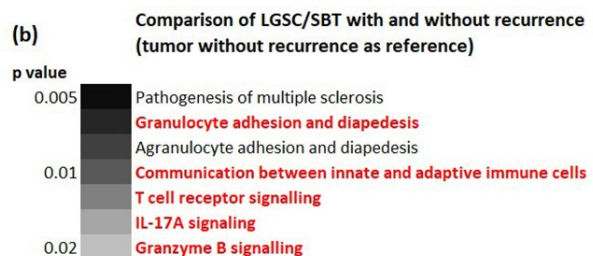 (b)
Comparison of LGSC/SBT with and without recurrence
(tumor without recurrence as reference)
p value
0.005 Pathogenesis of multiple sclerosis
Granulocyte adhesion and diapedesis
Agranulocyte adhesion and diapedesis
0.01 Communication between innate and adaptive immune cells
T cell receptor signalling
IL-17A signaling
0.02 Granzyme B signalling